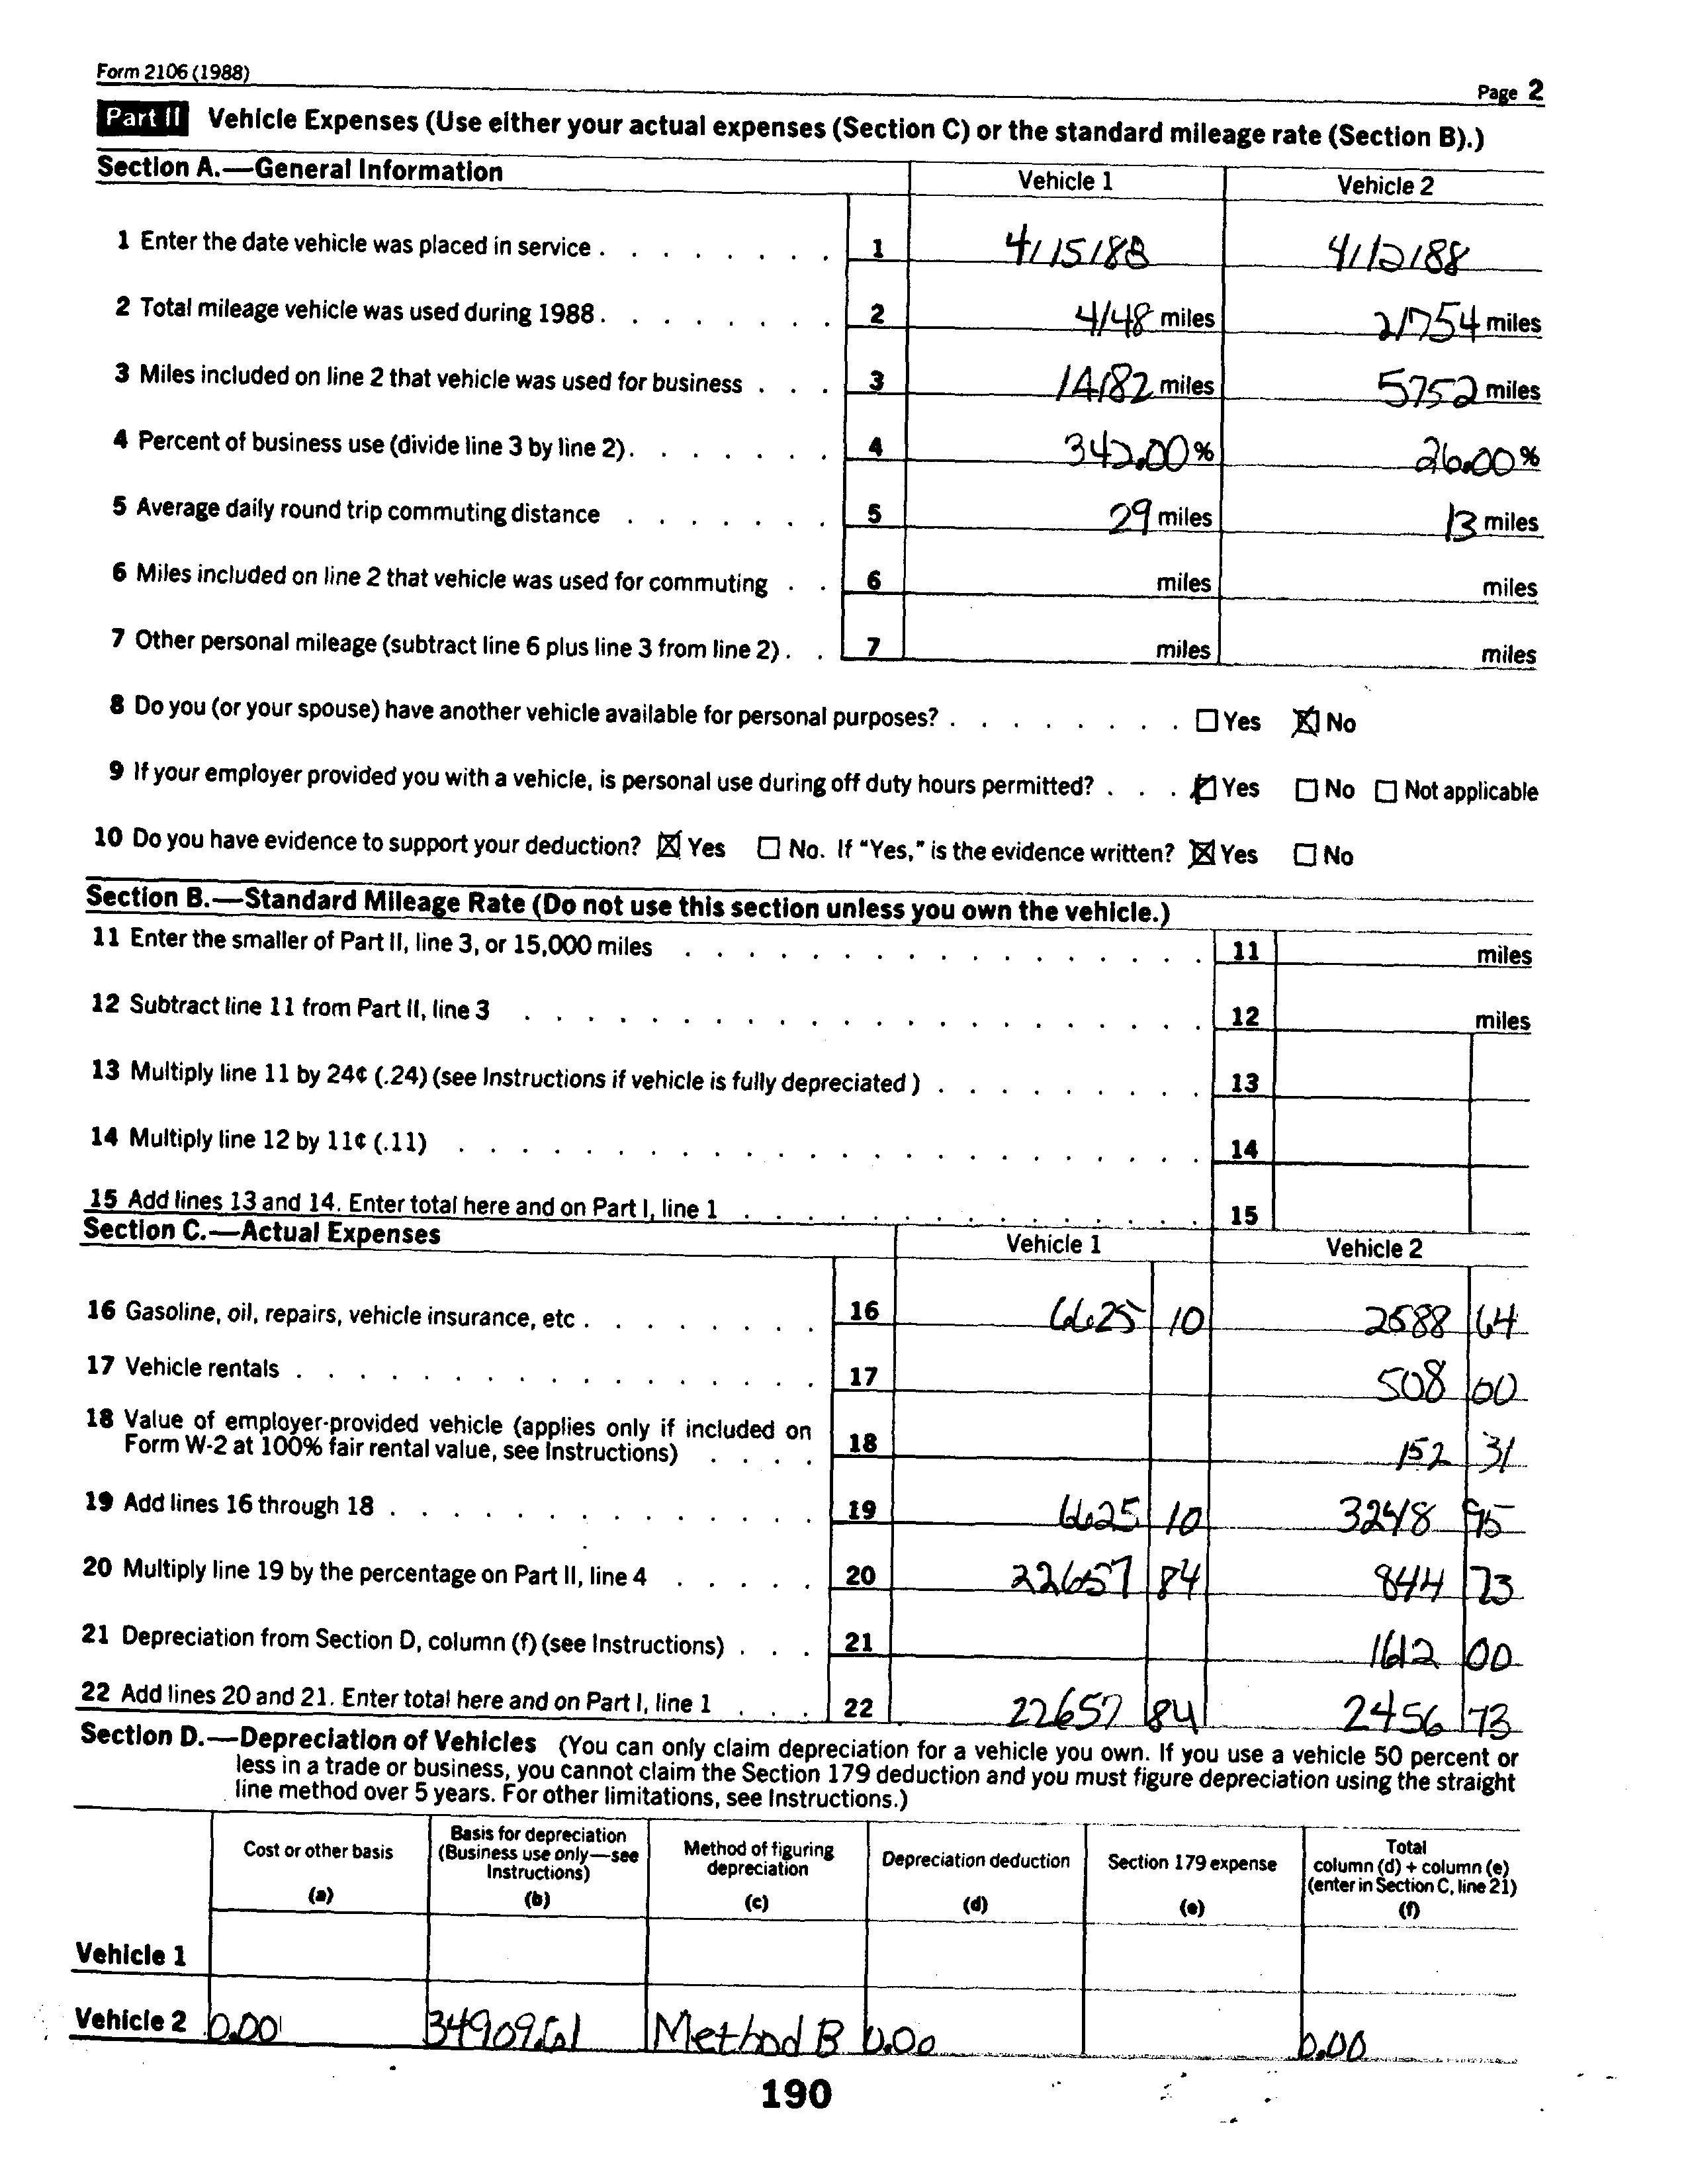 Form 2106 (1988)
Page 2
Part II Vehicle Expenses (Use either your actual expenses (Section C) or the standard mileage rate (Section B).)
Section A.—General Information Vehicle 1 Vehicle 2
1 Enter the date vehicle was placed in service . . . . . . . . 1 4/15/88 4/12/88
2 Total mileage vehicle was used during 1988 . . . . . . . . 2 4148 miles 21754 miles
3 Miles included on line 2 that vehicle was used for business . . . 3 14182 miles 5752 miles
4 Percent of business use (divide line 3 by line 2) . . . . . . . 4 342.00 % 26.00 %
5 Average daily round trip commuting distance . . . . . . . 5 29 miles 13 miles
6 Miles included on line 2 that vehicle was used for commuting . . 6 miles miles
7 Other personal mileage (subtract line 6 plus line 3 from line 2) . . 7 miles miles
8 Do you (or your spouse) have another vehicle available for personal purposes? . . . . . . . . ☐ Yes ☒ No
9 If your employer provided you with a vehicle, is personal use during off duty hours permitted? . . . ☒ Yes ☐ No ☐ Not applicable
10 Do you have evidence to support your deduction? ☒ Yes ☐ No. If "Yes," is the evidence written? ☒ Yes ☐ No
Section B.—Standard Mileage Rate (Do not use this section unless you own the vehicle.)
11 Enter the smaller of Part II, line 3, or 15,000 miles . . . . . . . . . . . . . . . . . 11 miles
12 Subtract line 11 from Part II, line 3 . . . . . . . . . . . . . . . . . . . . . . 12 miles
13 Multiply line 11 by 24¢ (.24) (see Instructions if vehicle is fully depreciated ) . . . . . . . . . 13
14 Multiply line 12 by 11¢ (.11) . . . . . . . . . . . . . . . . . . . . . . . . 14
15 Add lines 13 and 14. Enter total here and on Part I, line 1 . . . . . . . . . . . . . . . 15
Section C.—Actual Expenses Vehicle 1 Vehicle 2
16 Gasoline, oil, repairs, vehicle insurance, etc . . . . . . . . 16 6625 10 2588 64
17 Vehicle rentals . . . . . . . . . . . . . . . . . 17 508 00
18 Value of employer-provided vehicle (applies only if included on
Form W-2 at 100% fair rental value, see Instructions) . . . . 18 152 31
19 Add lines 16 through 18 . . . . . . . . . . . . . . 19 6625 10 3248 95
20 Multiply line 19 by the percentage on Part II, line 4 . . . . . 20 22657 84 844 73
21 Depreciation from Section D, column (f) (see Instructions) . . . 21 1612 00
22 Add lines 20 and 21. Enter total here and on Part I, line 1 . . . 22 22657 84 2456 73
Section D.—Depreciation of Vehicles (You can only claim depreciation for a vehicle you own. If you use a vehicle 50 percent or
less in a trade or business, you cannot claim the Section 179 deduction and you must figure depreciation using the straight
line method over 5 years. For other limitations, see Instructions.)
Cost or other basis
(a)
Basis for depreciation
(Business use only—see
Instructions)
(b)
Method of figuring
depreciation
(c)
Depreciation deduction
(d)
Section 179 expense
(e)
Total
column (d) + column (e)
(enter in Section C, line 21)
(f)
Vehicle 1
Vehicle 2 0.00 34909.61 Method B 0.00 0.00
190